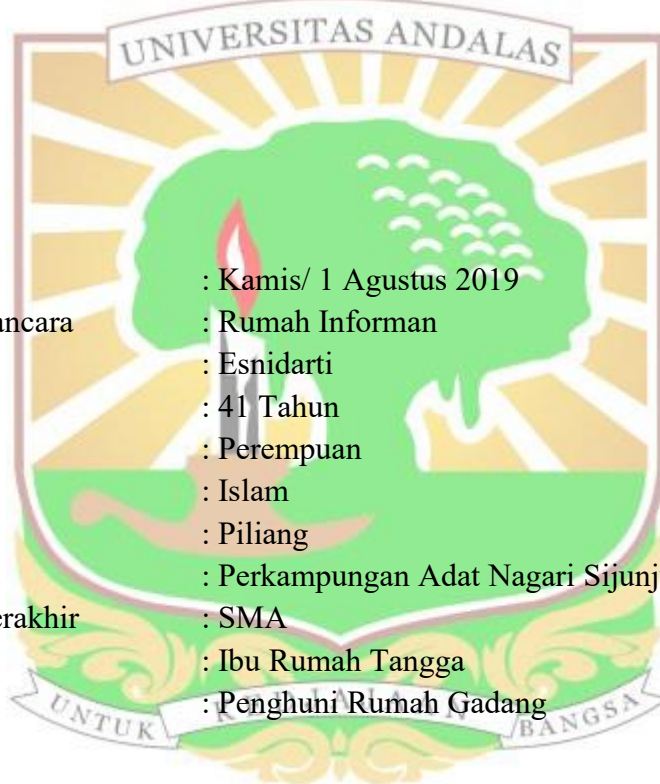 UNIVERSITAS ANDALAS
: Kamis/ 1 Agustus 2019
ancara : Rumah Informan
: Esnidarti
: 41 Tahun
: Perempuan
: Islam
: Piliang
: Perkampungan Adat Nagari Sijunj
erakhir : SMA
: Ibu Rumah Tangga
: Penghuni Rumah Gadang
UNTUK KEDJAJAAN BANGSA